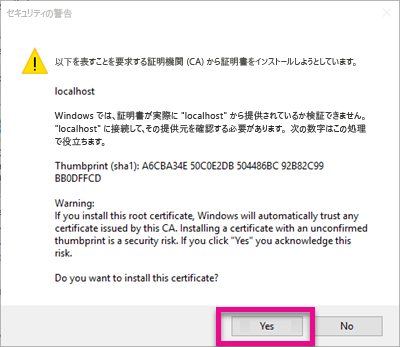 セキュリティの警告
以下を表すことを要求する証明機関 (CA) から証明書をインストールしようとしています。
localhost
Windows では、証明書が実際に "localhost" から提供されているか検証できません。
"localhost" に接続して、その提供元を確認する必要があります。 次の数字はこの処理
で役立ちます。
Thumbprint (sha1): A6CBA34E 50C0E2DB 504486BC 92B82C99
BB0DFFCD
Warning:
If you install this root certificate, Windows will automatically trust any
certificate issued by this CA. Installing a certificate with an unconfirmed
thumbprint is a security risk. If you click "Yes" you acknowledge this
risk.
Do you want to install this certificate?
Yes
No